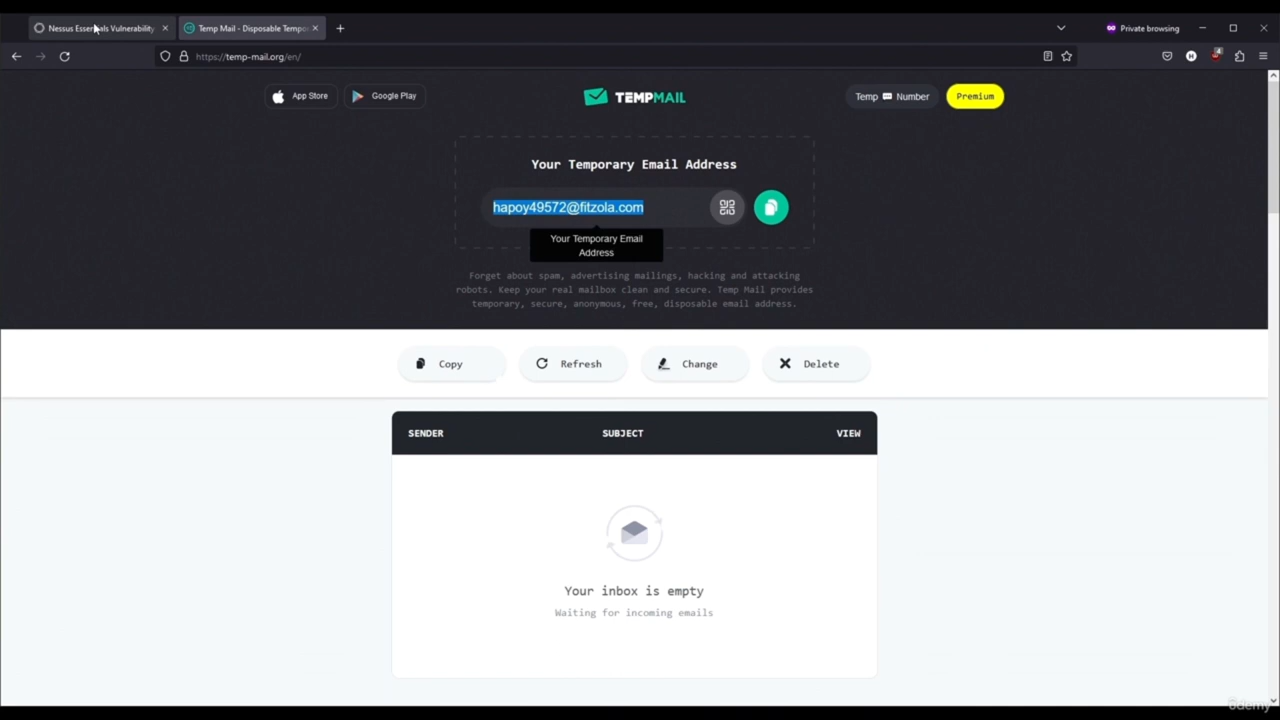 Nessus Essentials Vulnerability
Temp Mail - Disposable Tempo
Private browsing
https://temp-mail.org/en/
4
App Store
Google Play
TEMPMAIL
Temp Number
Premium
Your Temporary Email Address
hapoy49572@fitzola.com
Your Temporary Email
Address
Forget about spam, advertising mailings, hacking and attacking
robots. Keep your real mailbox clean and secure. Temp Mail provides
temporary, secure, anonymous, free, disposable email address.
Copy
Refresh
Change
Delete
SENDER
SUBJECT
VIEW
Your inbox is empty
Waiting for incoming emails
ûdemy